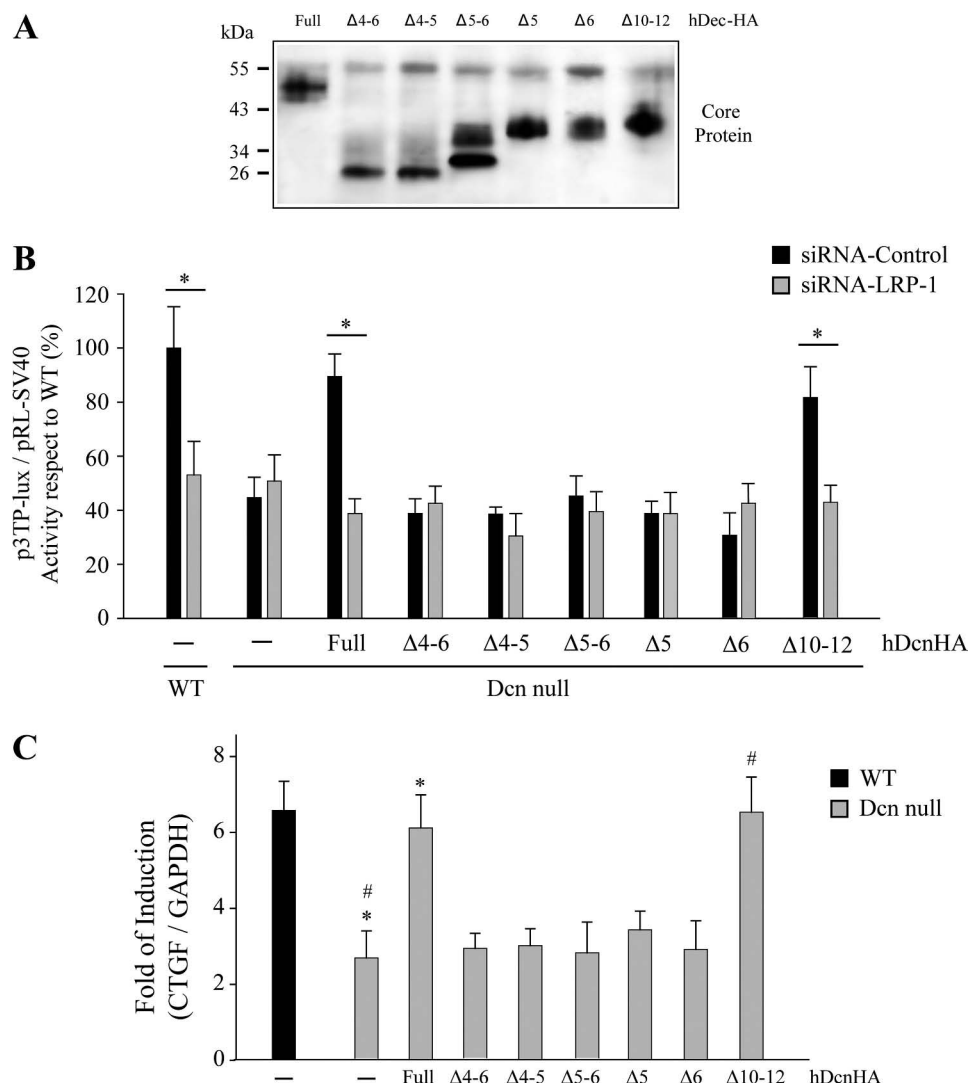 A
Full Δ4-6 Δ4-5 Δ5-6 Δ5 Δ6 Δ10-12 hDec-HA
kDa
55
43
34
26
Core
Protein
B
siRNA-Control
siRNA-LRP-1
p3TP-lux / pRL-SV40
Activity respect to WT (%)
120
100
80
60
40
20
0
*
*
*
— — Full Δ4-6 Δ4-5 Δ5-6 Δ5 Δ6 Δ10-12 hDcnHA
WT Dcn null
C
WT
Dcn null
Fold of Induction
(CTGF / GAPDH)
8
6
4
2
0
#
*
*
#
— — Full Δ4-6 Δ4-5 Δ5-6 Δ5 Δ6 Δ10-12 hDcnHA